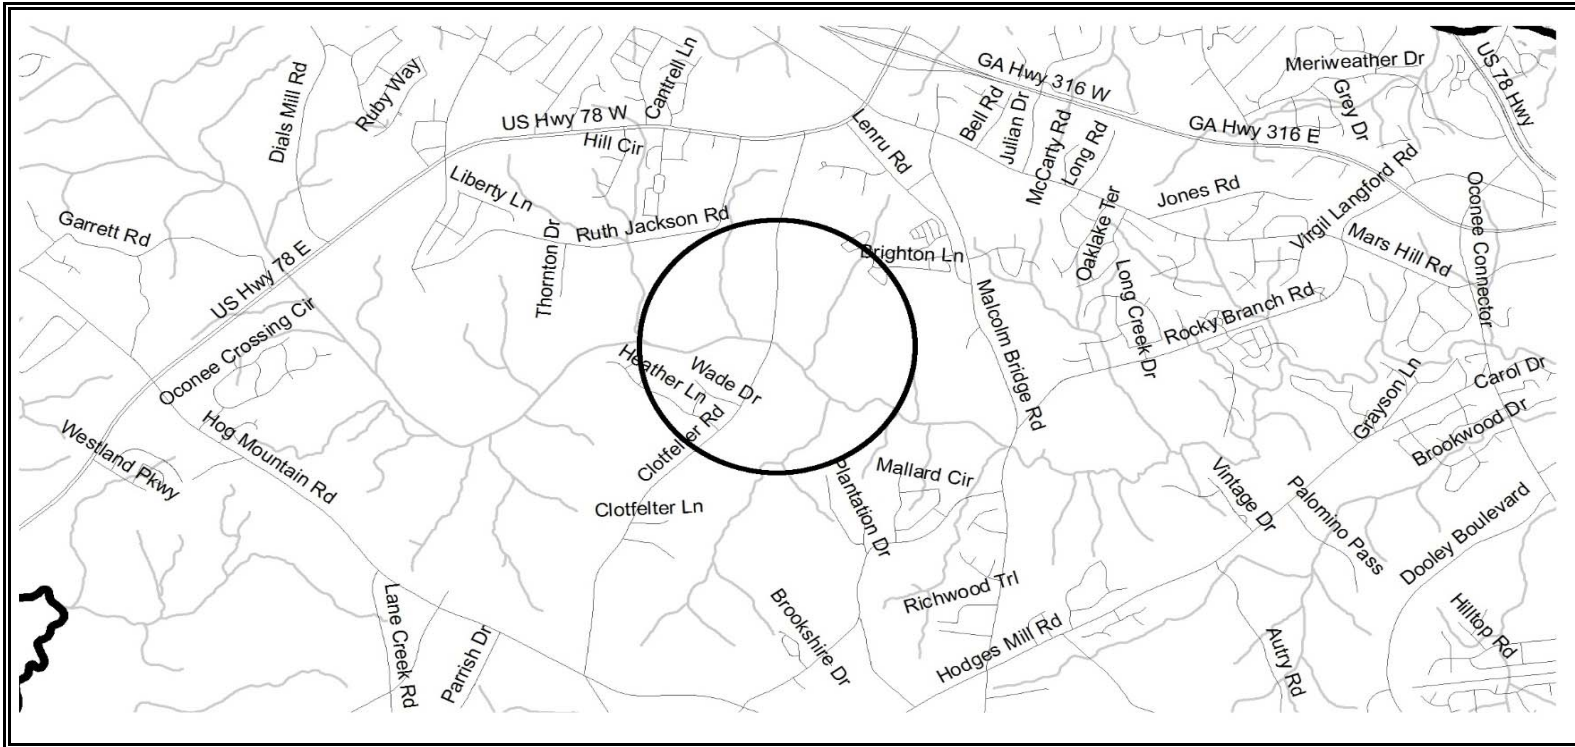 Meriweather Dr
US 78 Hwy
GA Hwy 316 W
Cantrell Ln
Ruby Way
Dials Mill Rd
US Hwy 78 W
Hill Cir
Lenru Rd
Bell Rd
Julian Dr
McCarty Rd
Long Rd
GA Hwy 316 E
Grey Dr
Virgil Langford Rd
Jones Rd
Liberty Ln
Garrett Rd
Ruth Jackson Rd
Thornton Dr
Brighton Ln
Oaklake Ter
Mars Hill Rd
Oconee Connector
US Hwy 78 E
Oconee Crossing Cir
Malcolm Bridge Rd
Long Creek Dr
Rocky Branch Rd
Heather Ln
Wade Dr
Clotfelter Rd
Grayson Ln
Carol Dr
Brookwood Dr
Hog Mountain Rd
Westland Pkwy
Clotfelter Ln
Plantation Dr
Mallard Cir
Vintage Dr
Palomino Pass
Dooley Boulevard
Lane Creek Rd
Parrish Dr
Brookshire Dr
Richwood Trl
Hodges Mill Rd
Autry Rd
Hilltop Rd